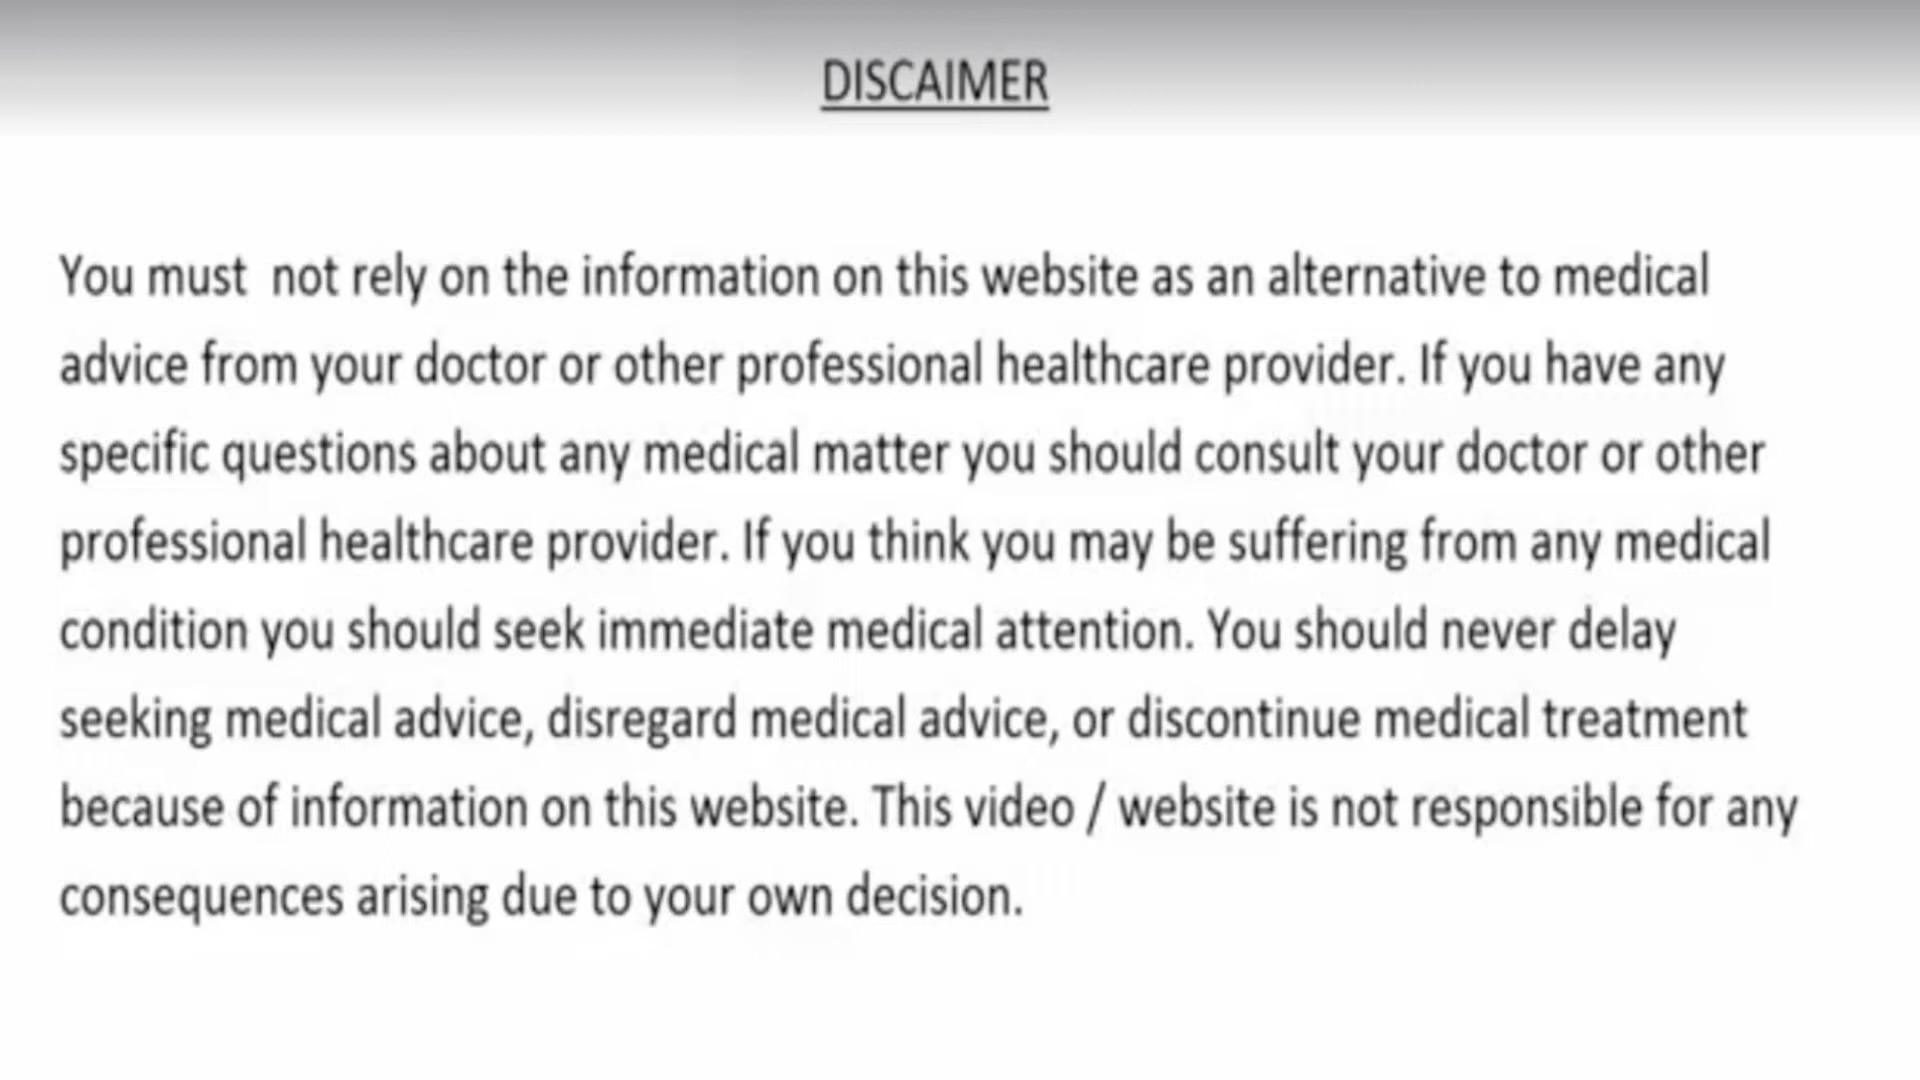 DISCAIMER
You must  not rely on the information on this website as an alternative to medical
advice from your doctor or other professional healthcare provider. If you have any
specific questions about any medical matter you should consult your doctor or other
professional healthcare provider. If you think you may be suffering from any medical
condition you should seek immediate medical attention. You should never delay
seeking medical advice, disregard medical advice, or discontinue medical treatment
because of information on this website. This video / website is not responsible for any
consequences arising due to your own decision.